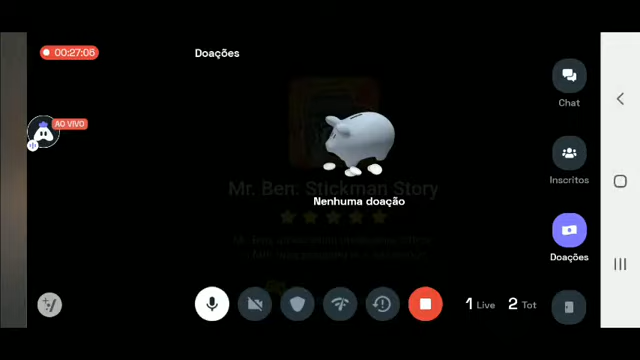 00:27:06
Doações
Chat
AO VIVO
Inscritos
Mr. Ben: Stickman Story
Nenhuma doação
Doações
1 Live 2 Tot